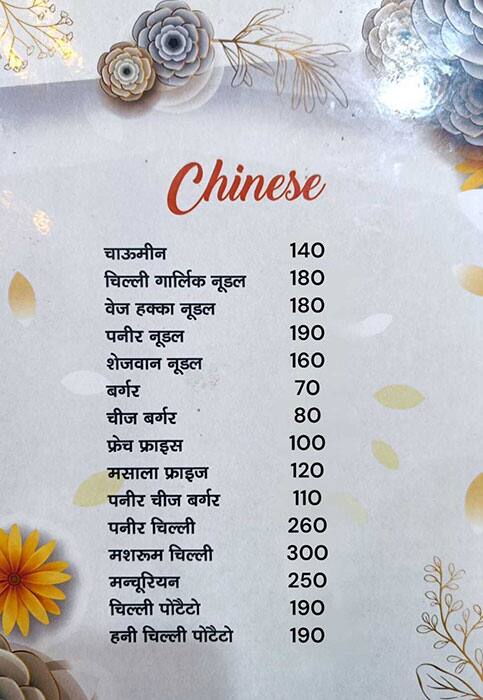 Chinese
चाऊमीन 140
चिल्ली गार्लिक नूडल 180
वेज हक्का नूडल 180
पनीर नूडल 190
शेजवान नूडल 160
बर्गर 70
चीज बर्गर 80
फ्रेच फ्राइस 100
मसाला फ्राइज 120
पनीर चीज बर्गर 110
पनीर चिल्ली 260
मशरूम चिल्ली 300
मन्चूरियन 250
चिल्ली पोटैटो 190
हनी चिल्ली पोटैटो 190